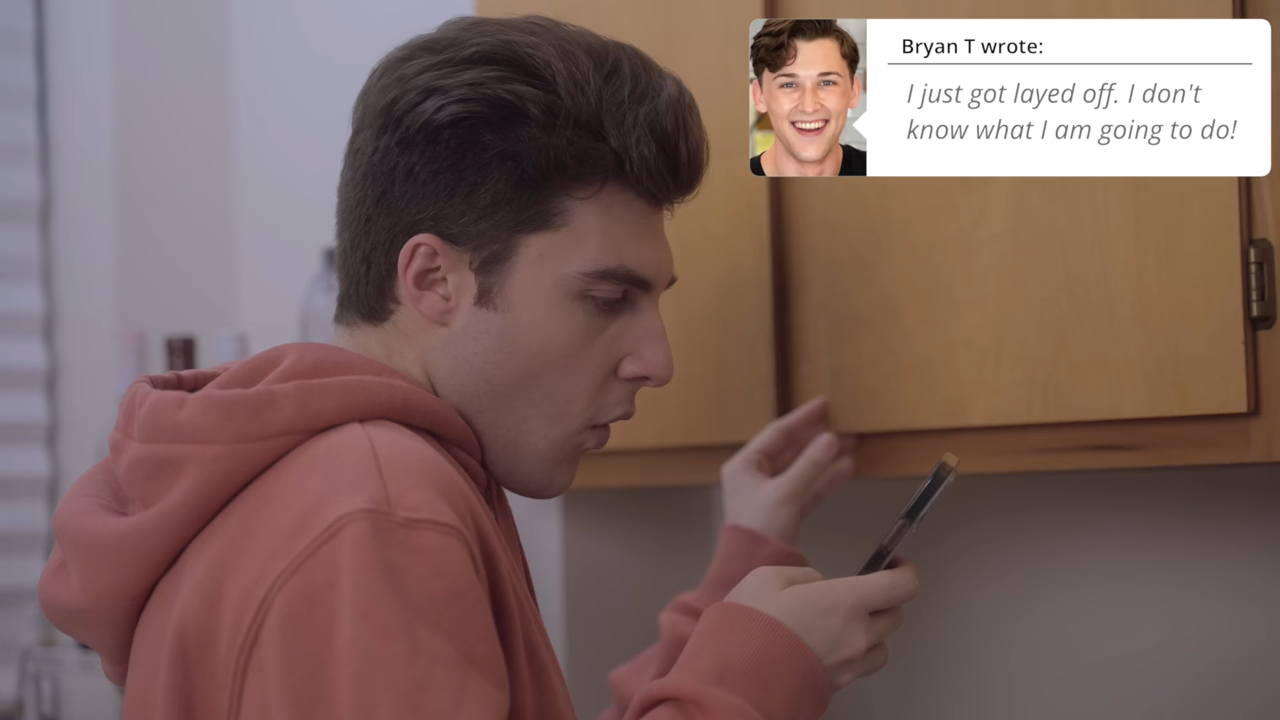 Bryan T wrote:
I just got layed off. I don't
know what I am going to do!